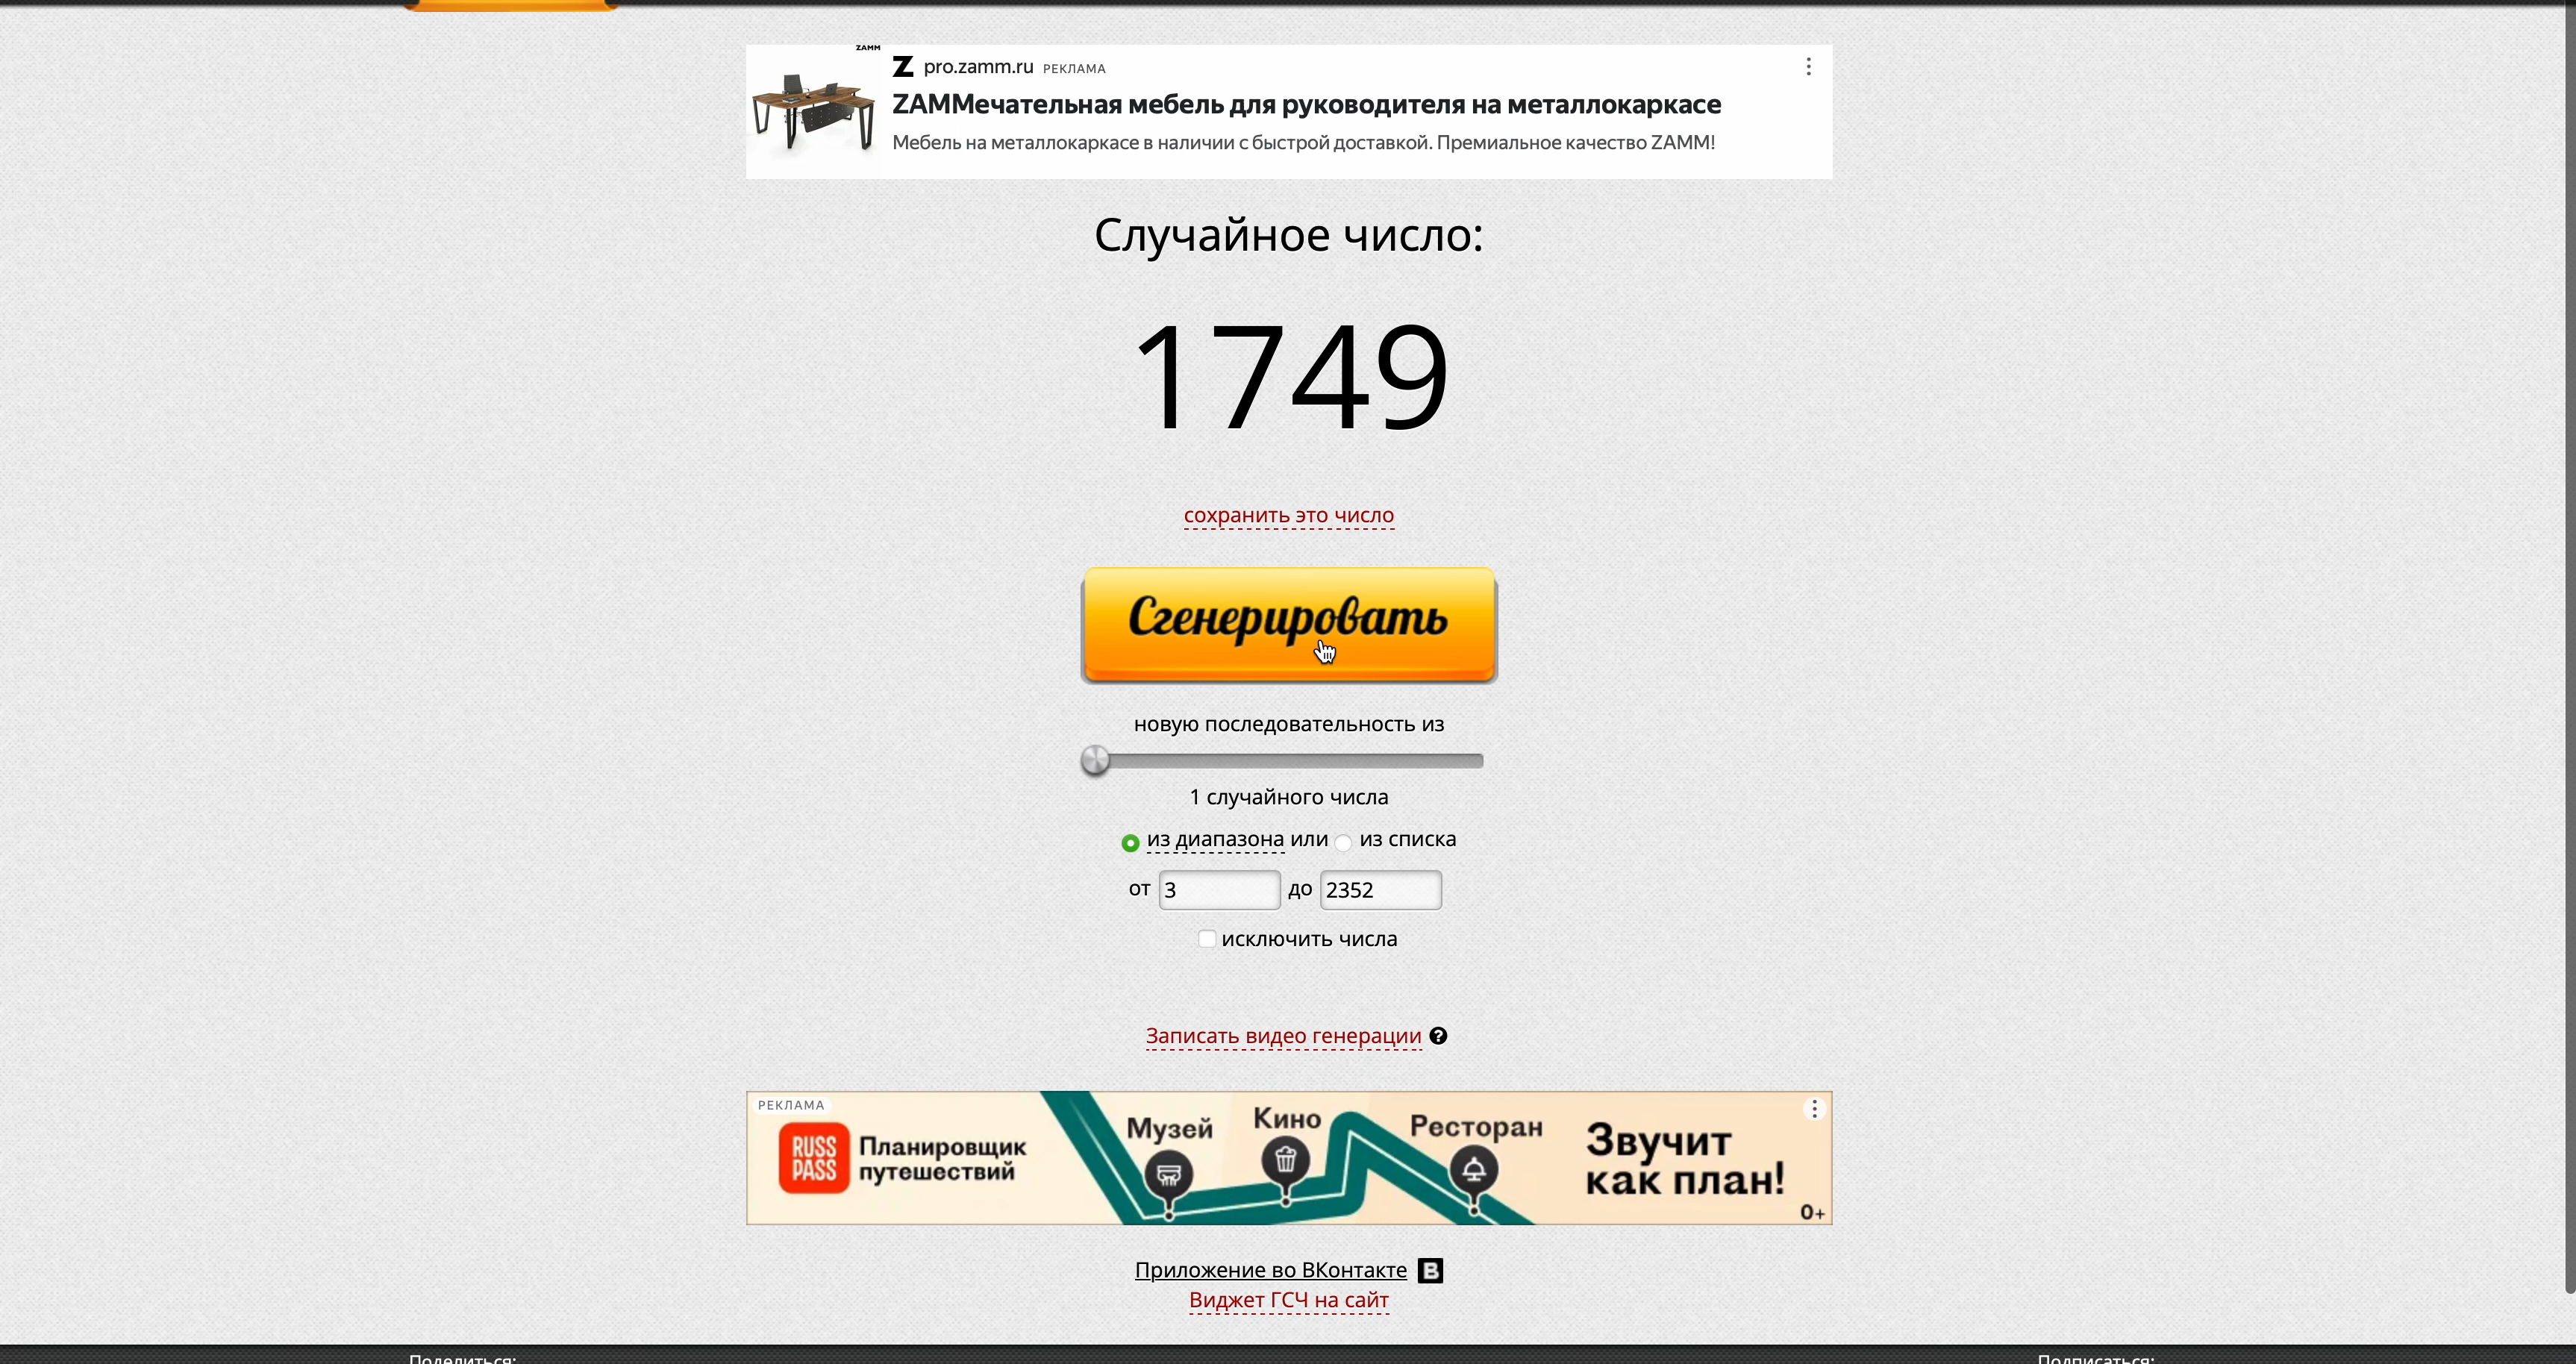 ZAMM
Z pro.zamm.ru РЕКЛАМА
ZAMMечательная мебель для руководителя на металлокаркасе
Мебель на металлокаркасе в наличии с быстрой доставкой. Премиальное качество ZAMM!
Случайное число:
1749
сохранить это число
Сгенерировать
новую последовательность из
1 случайного числа
из диапазона или из списка
от 3 до 2352
исключить числа
Записать видео генерации ?
РЕКЛАМА
RUSS
PASS
Планировщик
путешествий
Музей
Кино
Ресторан
Звучит
как план!
0+
Приложение во ВКонтакте B
Виджет ГСЧ на сайт
Поделиться:
Подписаться: